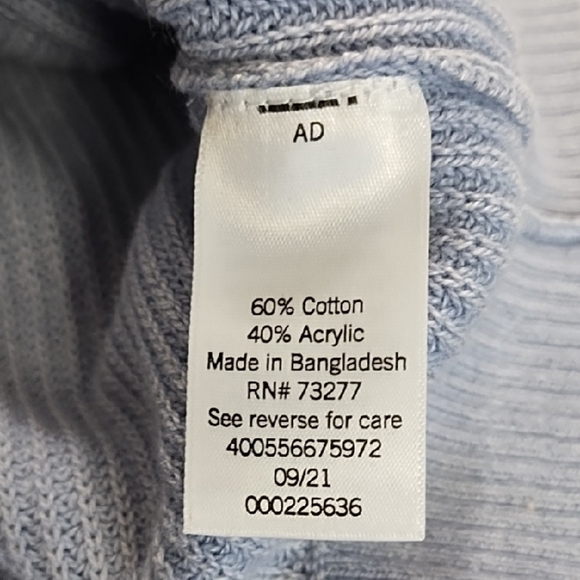 AD
60% Cotton
40% Acrylic
Made in Bangladesh
RN# 73277
See reverse for care
400556675972
09/21
000225636